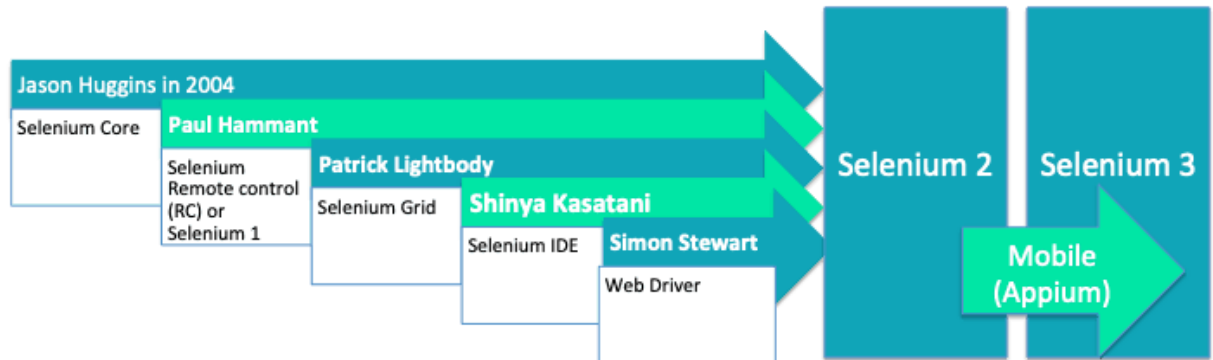 Jason Huggins in 2004
Selenium Core
Paul Hammant
Selenium
Remote control
(RC) or
Selenium 1
Patrick Lightbody
Selenium Grid
Shinya Kasatani
Selenium IDE
Simon Stewart
Web Driver
Selenium 2
Selenium 3
Mobile
(Appium)